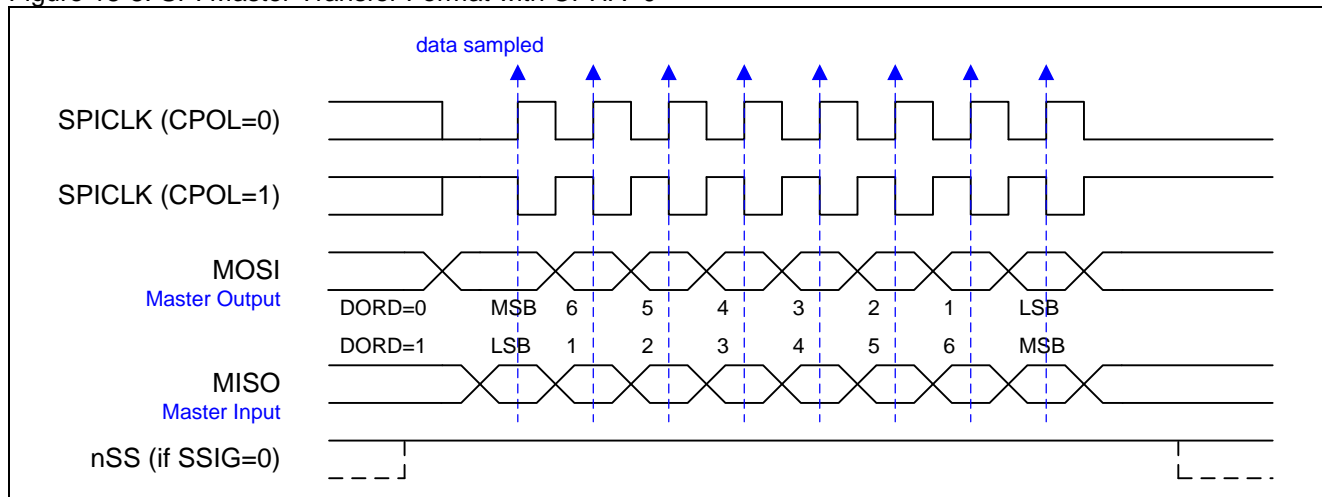 data sampled
SPICLK (CPOL=0)
SPICLK (CPOL=1)
MOSI
Master Output
DORD=0 MSB 6 5 4 3 2 1 LSB
DORD=1 LSB 1 2 3 4 5 6 MSB
MISO
Master Input
nSS (if SSIG=0)